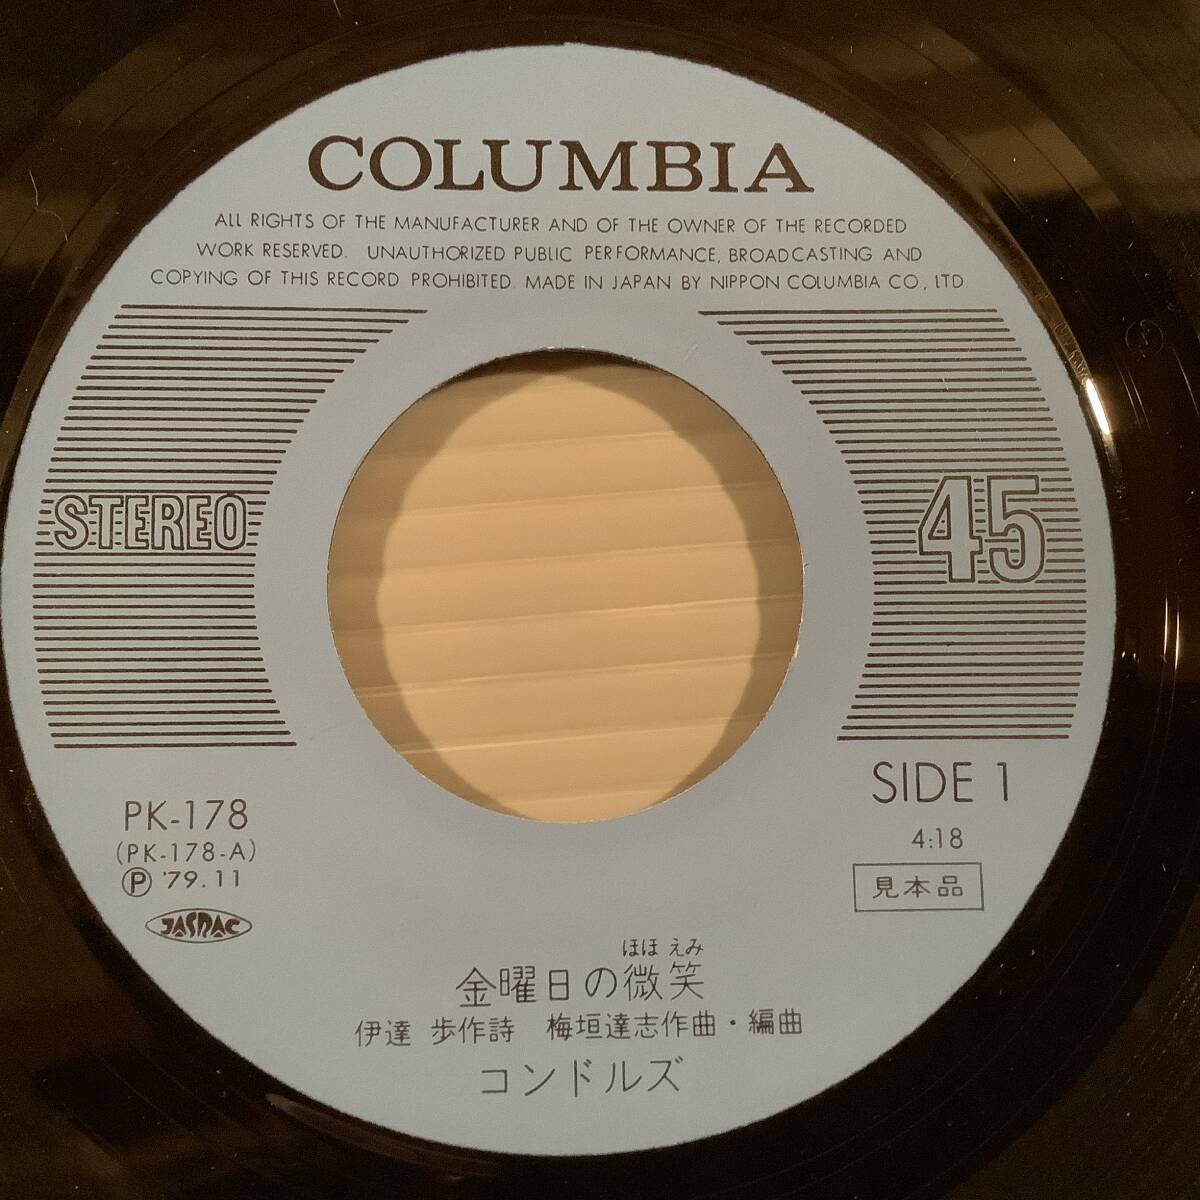 COLUMBIA
ALL RIGHTS OF THE MANUFACTURER AND OF THE OWNER OF THE RECORDED
WORK RESERVED. UNAUTHORIZED PUBLIC PERFORMANCE, BROADCASTING AND
COPYING OF THIS RECORD PROHIBITED. MADE IN JAPAN BY NIPPON COLUMBIA CO., LTD.
STEREO
45
SIDE 1
4:18
見本品
PK-178
(PK-178-A)
Ⓟ '79.11
JASRAC
ほほ えみ
金曜日の微笑
伊達 歩作詩 梅垣達志作曲・編曲
コンドルズ